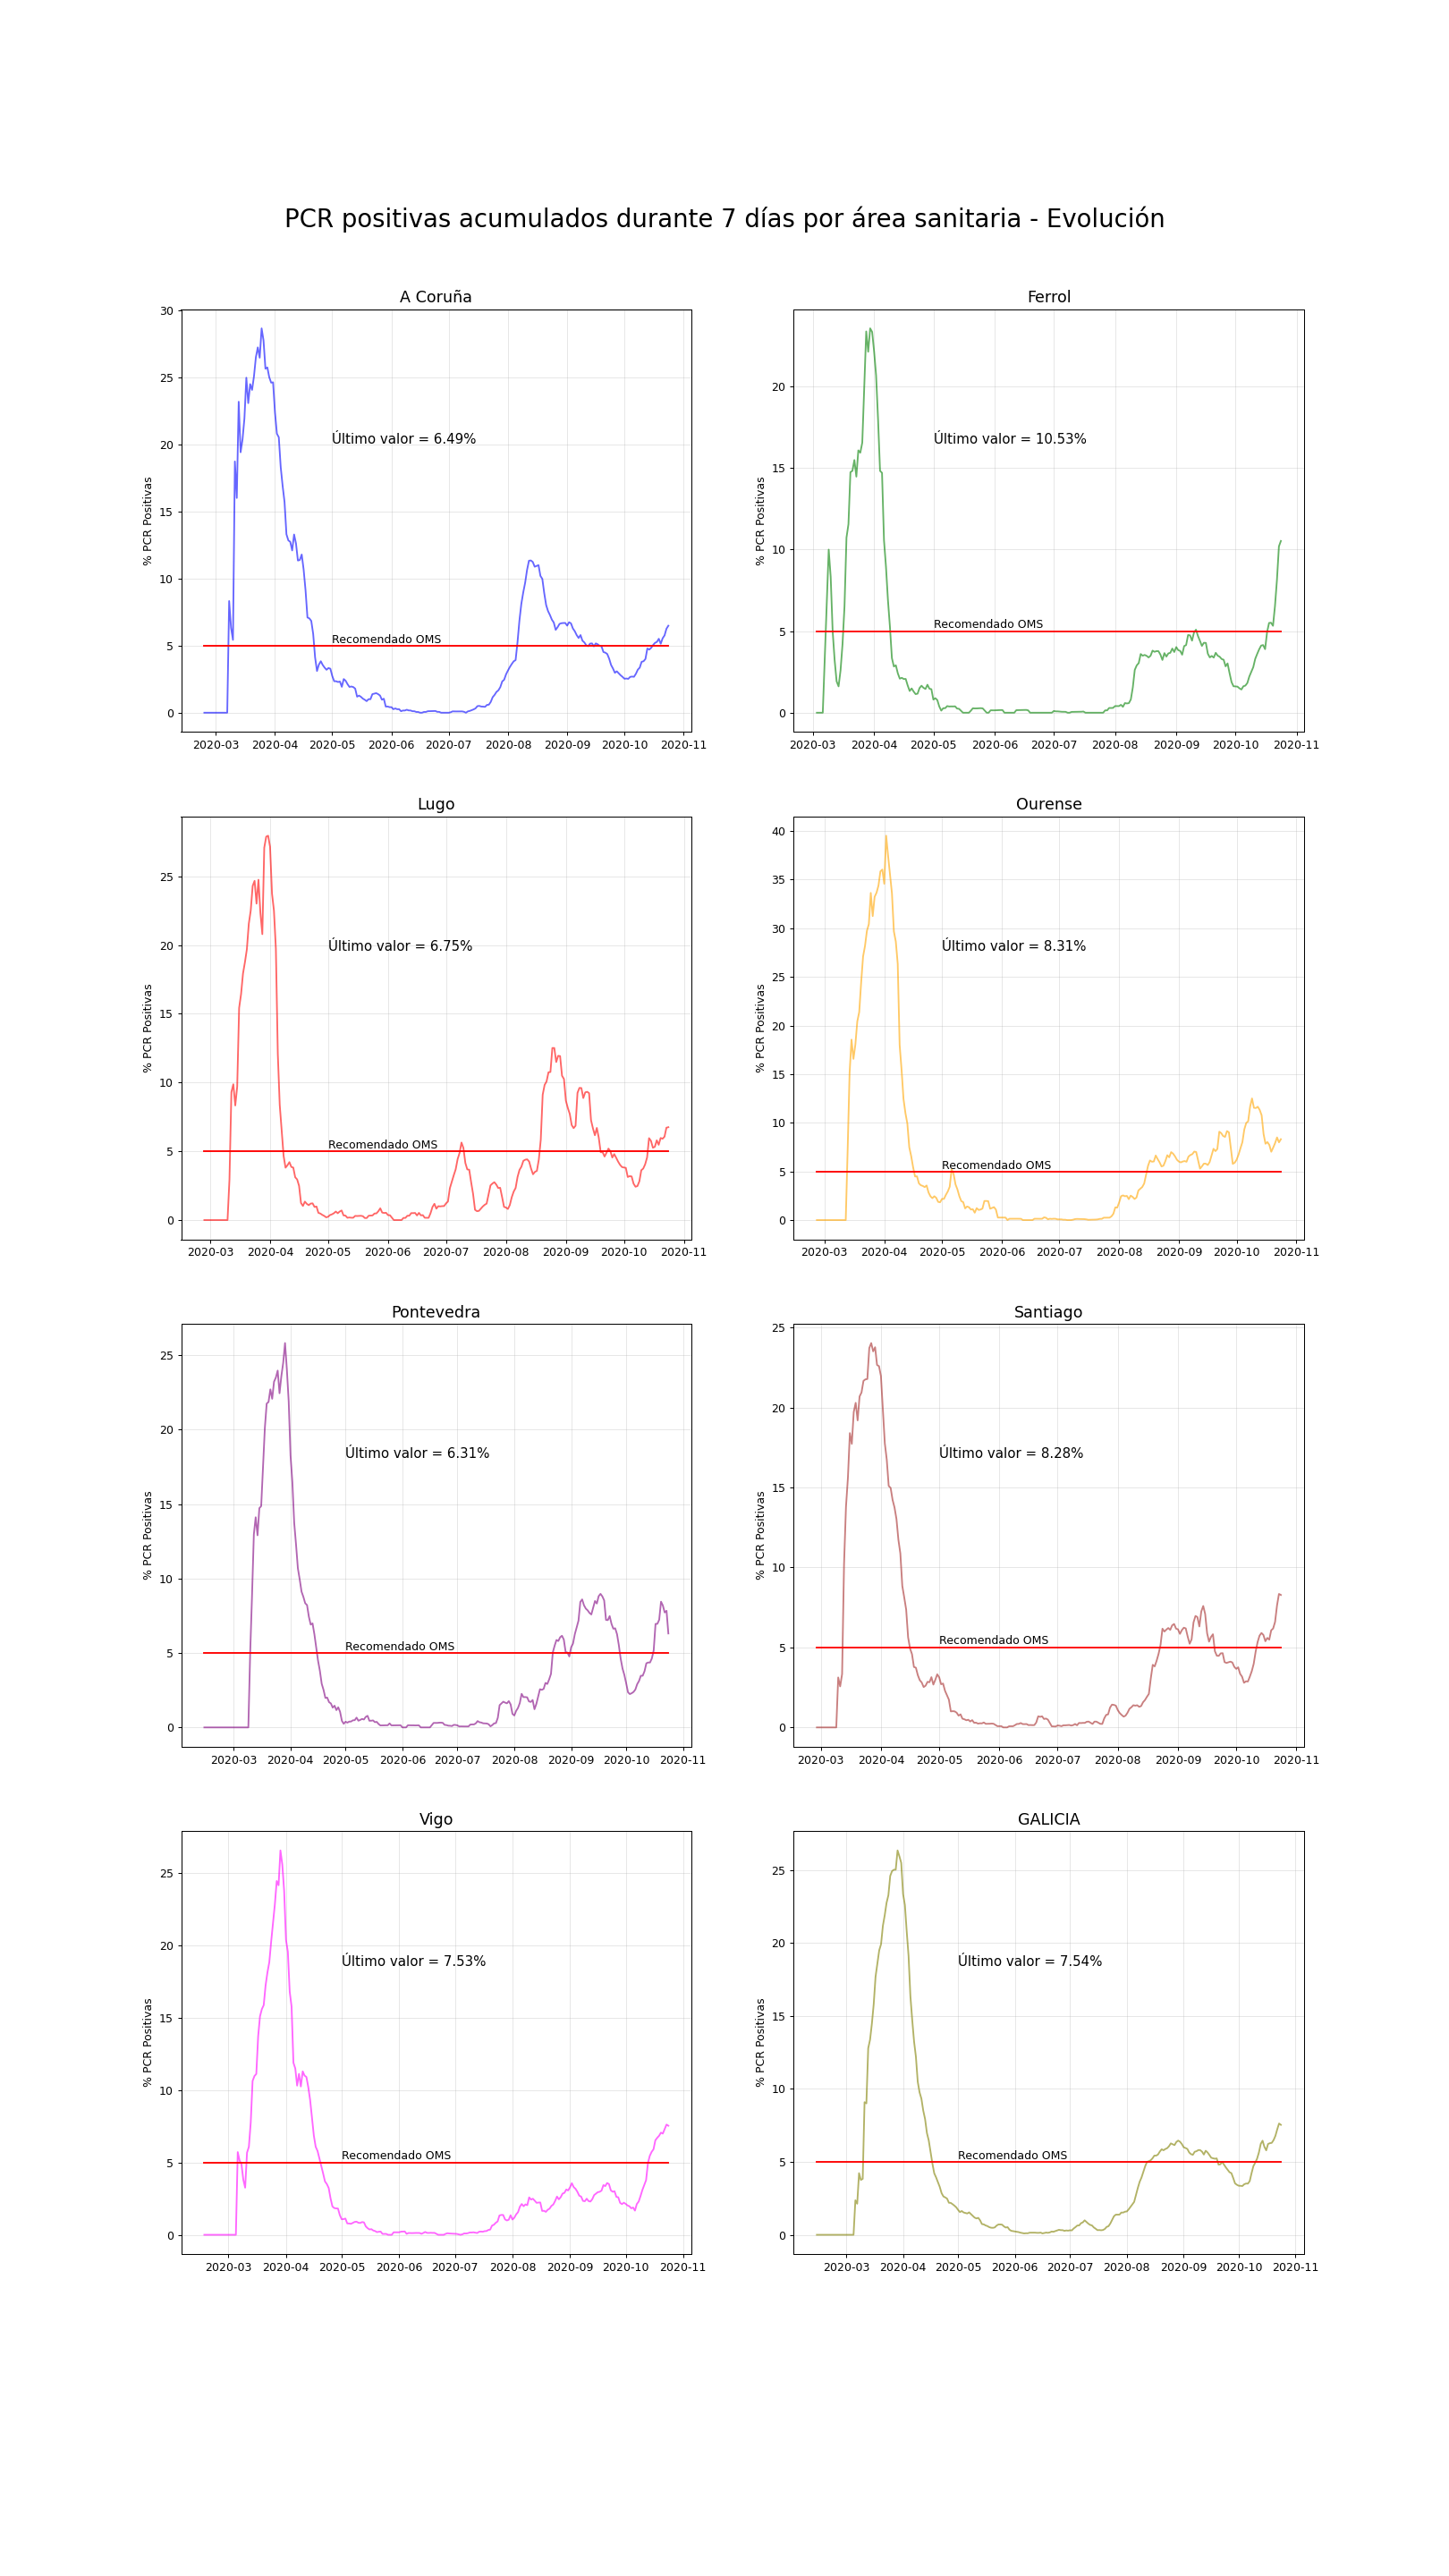 PCR positivas acumulados durante 7 días por área sanitaria - Evolución
A Coruña
% PCR Positivas
30
25
20
15
10
5
0
Último valor = 6.49%
Recomendado OMS
2020-03 2020-04 2020-05 2020-06 2020-07 2020-08 2020-09 2020-10 2020-11
Ferrol
% PCR Positivas
20
15
10
5
0
Último valor = 10.53%
Recomendado OMS
2020-03 2020-04 2020-05 2020-06 2020-07 2020-08 2020-09 2020-10 2020-11
Lugo
% PCR Positivas
25
20
15
10
5
0
Último valor = 6.75%
Recomendado OMS
2020-03 2020-04 2020-05 2020-06 2020-07 2020-08 2020-09 2020-10 2020-11
Ourense
% PCR Positivas
40
35
30
25
20
15
10
5
0
Último valor = 8.31%
Recomendado OMS
2020-03 2020-04 2020-05 2020-06 2020-07 2020-08 2020-09 2020-10 2020-11
Pontevedra
% PCR Positivas
25
20
15
10
5
0
Último valor = 6.31%
Recomendado OMS
2020-03 2020-04 2020-05 2020-06 2020-07 2020-08 2020-09 2020-10 2020-11
Santiago
% PCR Positivas
25
20
15
10
5
0
Último valor = 8.28%
Recomendado OMS
2020-03 2020-04 2020-05 2020-06 2020-07 2020-08 2020-09 2020-10 2020-11
Vigo
% PCR Positivas
25
20
15
10
5
0
Último valor = 7.53%
Recomendado OMS
2020-03 2020-04 2020-05 2020-06 2020-07 2020-08 2020-09 2020-10 2020-11
GALICIA
% PCR Positivas
25
20
15
10
5
0
Último valor = 7.54%
Recomendado OMS
2020-03 2020-04 2020-05 2020-06 2020-07 2020-08 2020-09 2020-10 2020-11